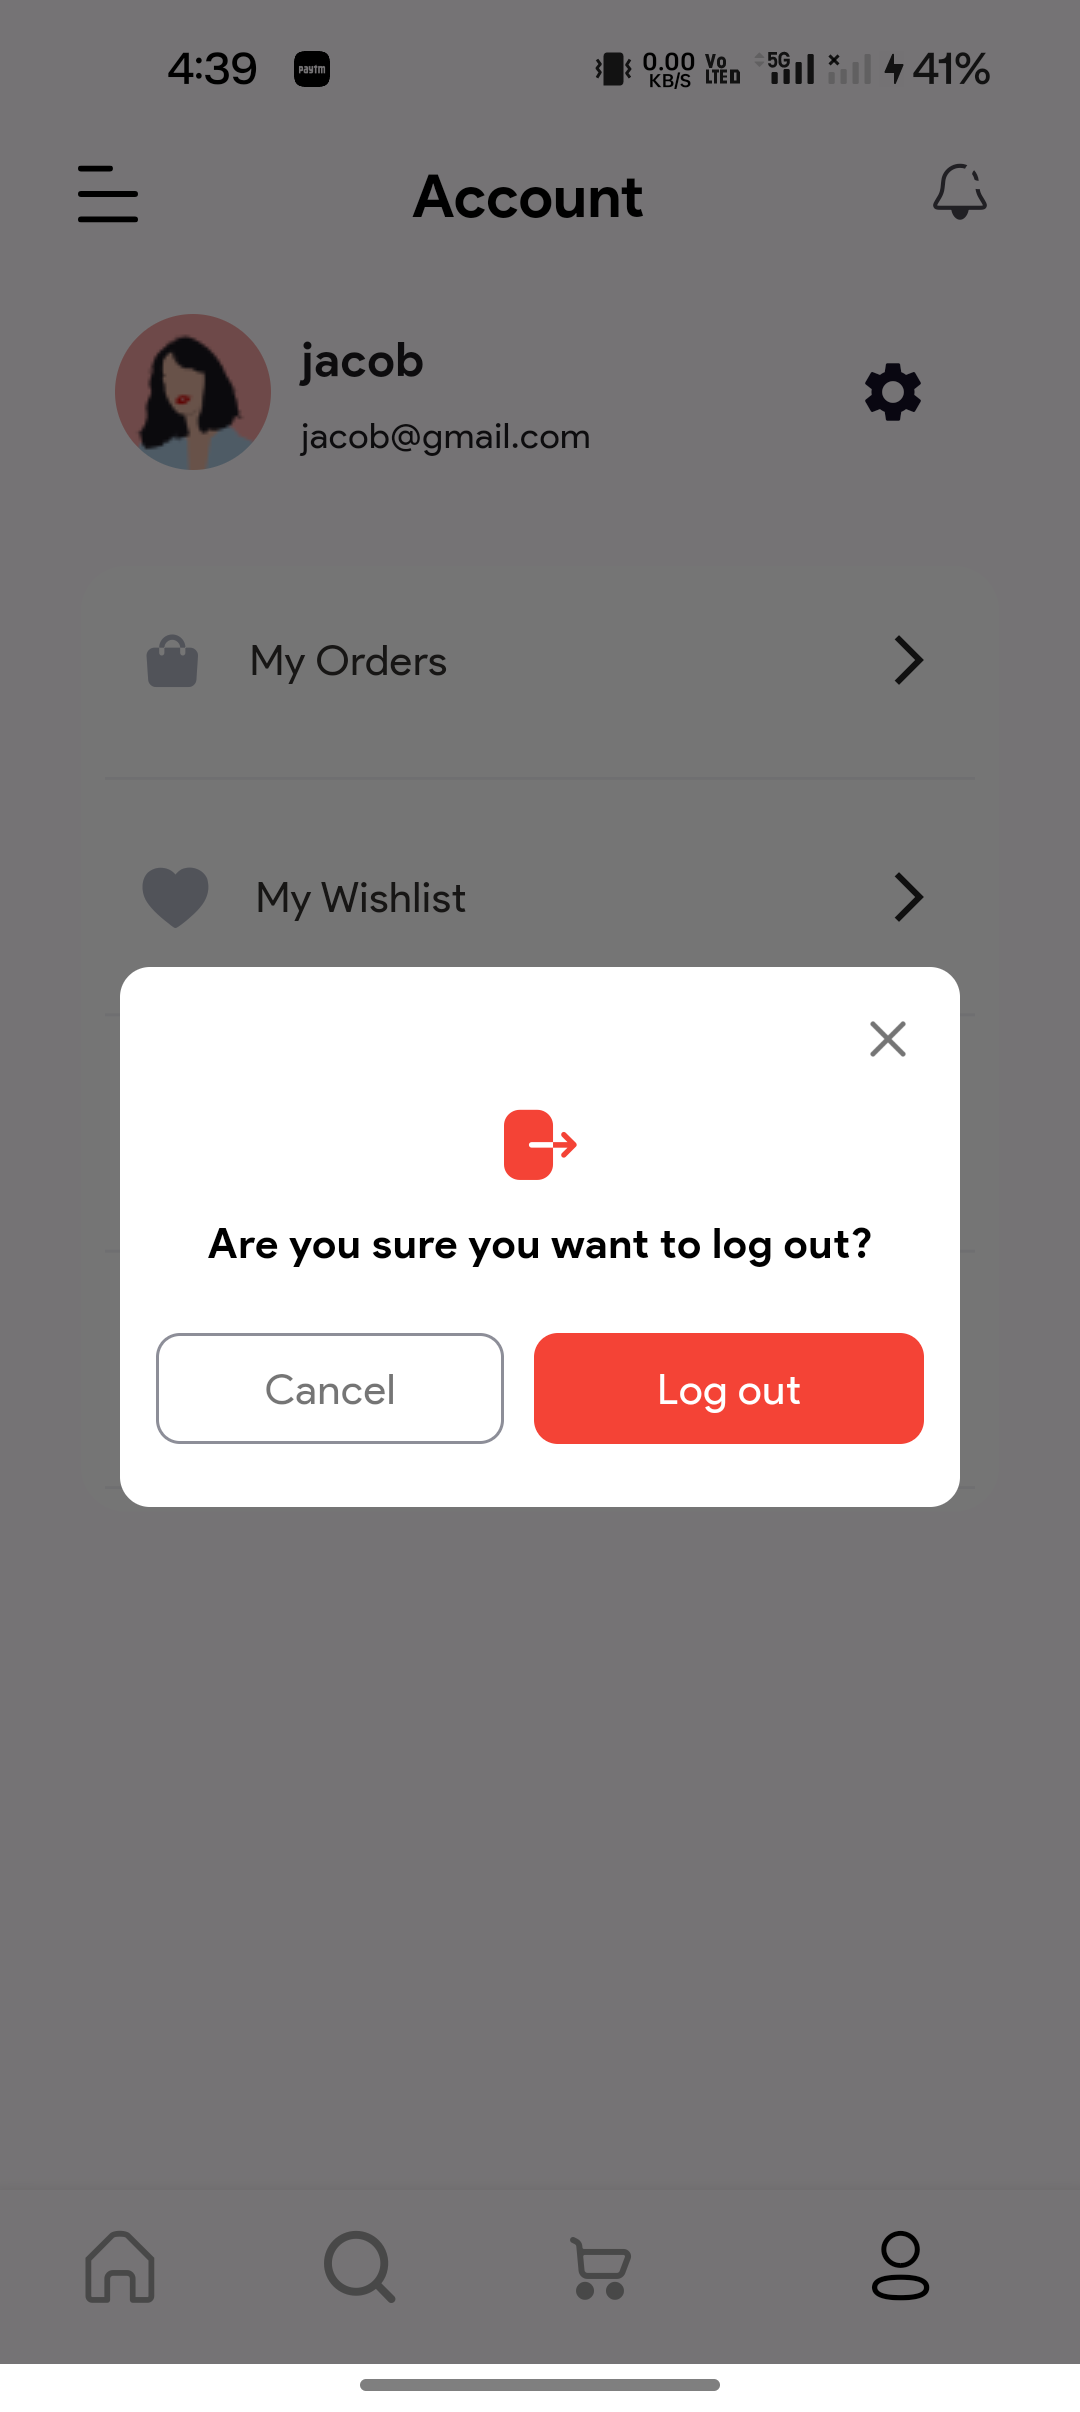 4:39 paytm 0.00 KB/S Vo LTE D 5G 41%
Account
jacob
jacob@gmail.com
My Orders
My Wishlist
Are you sure you want to log out?
Cancel Log out